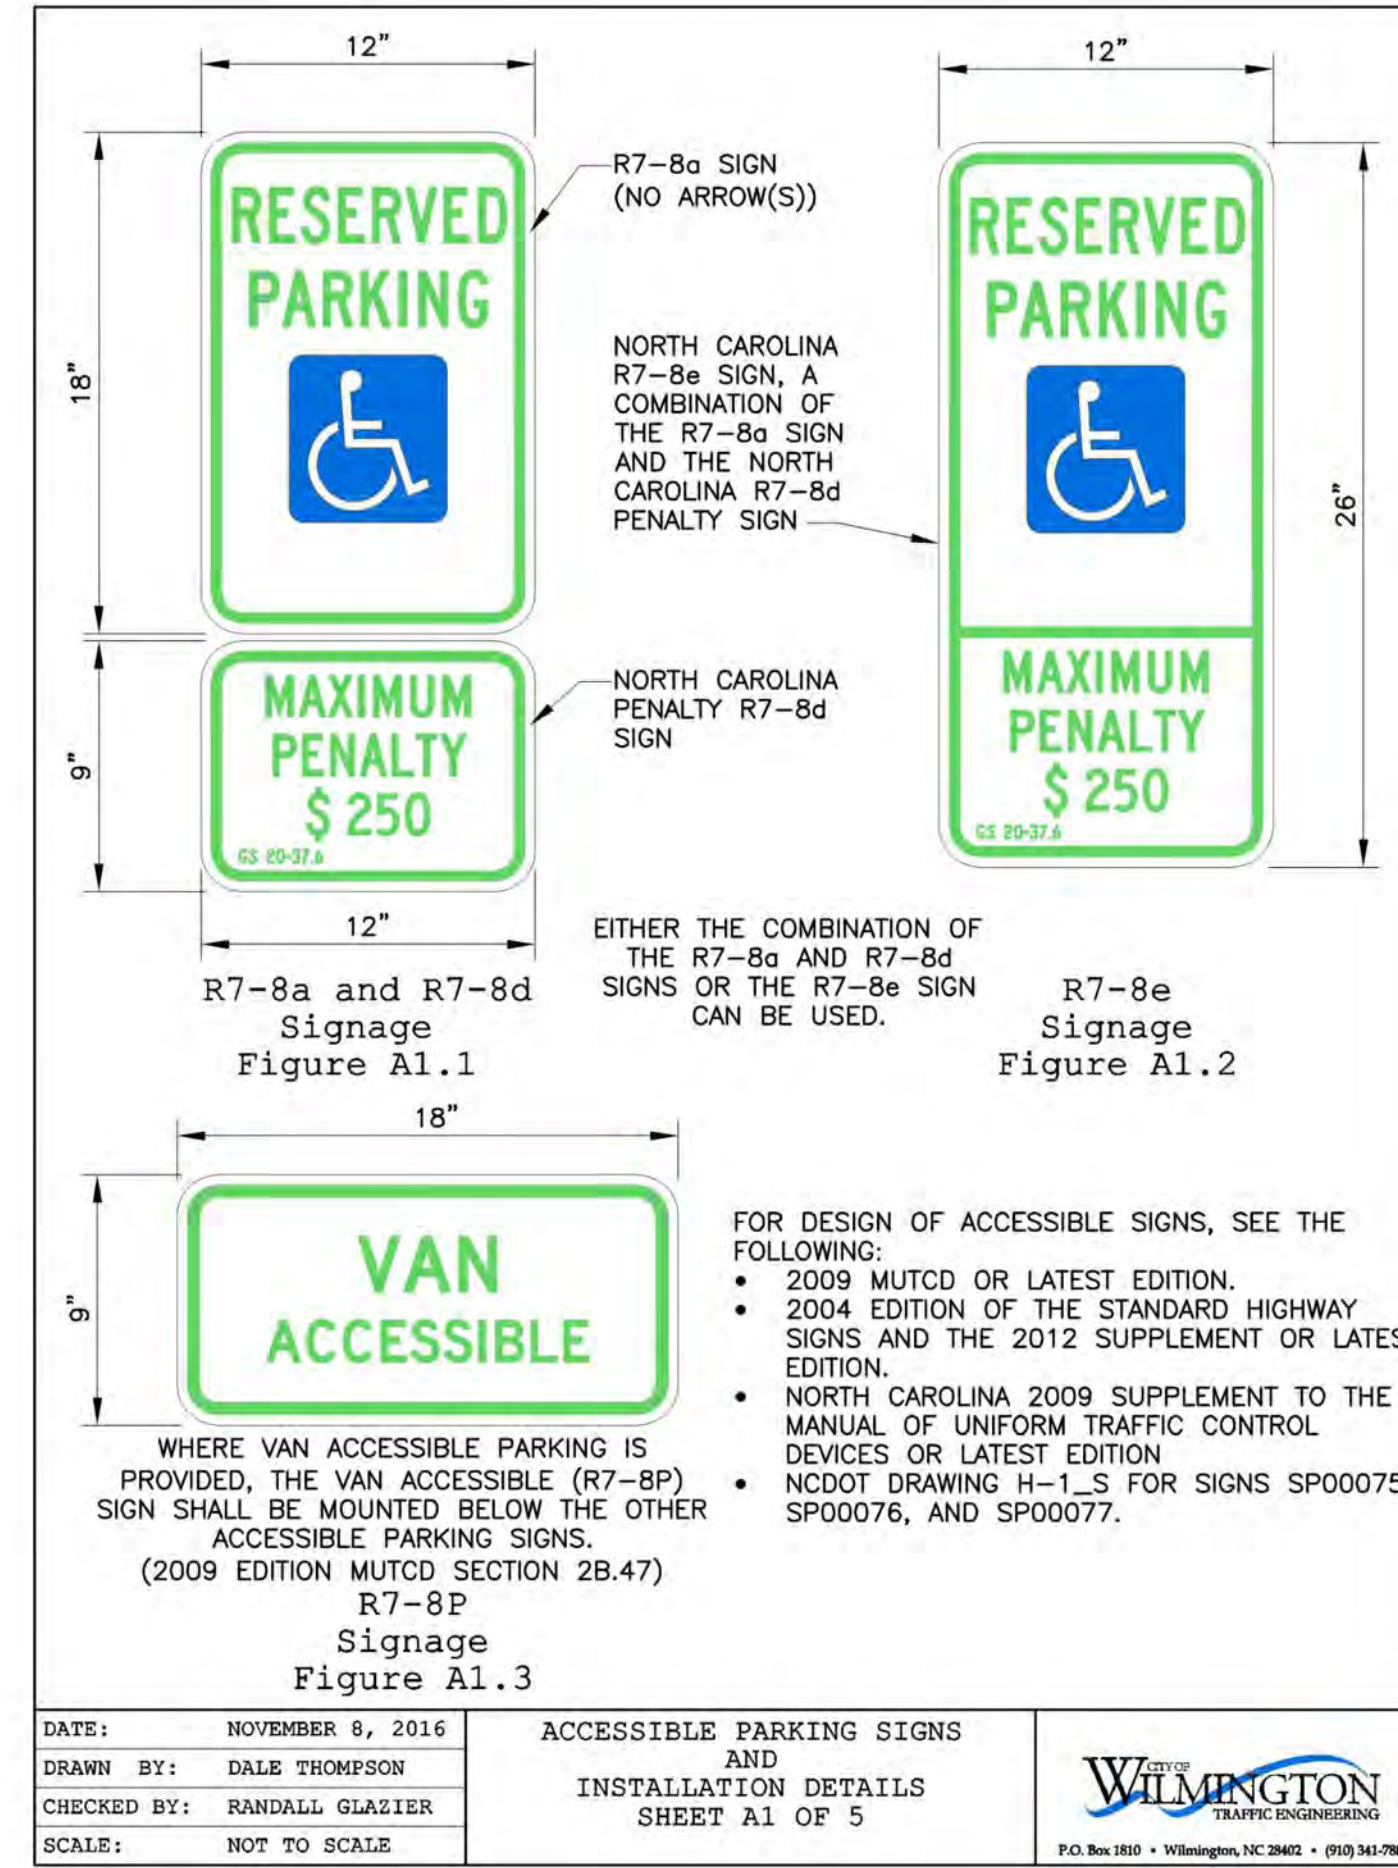 12"
18"
RESERVED
PARKING
R7-8a SIGN
(NO ARROW(S))
9"
MAXIMUM
PENALTY
$ 250
GS 20-37.6
NORTH CAROLINA
PENALTY R7-8d
SIGN
12"
R7-8a and R7-8d
Signage
Figure A1.1
12"
26"
RESERVED
PARKING
MAXIMUM
PENALTY
$ 250
GS 20-37.6
NORTH CAROLINA
R7-8e SIGN, A
COMBINATION OF
THE R7-8a SIGN
AND THE NORTH
CAROLINA R7-8d
PENALTY SIGN
EITHER THE COMBINATION OF
THE R7-8a AND R7-8d
SIGNS OR THE R7-8e SIGN
CAN BE USED.
R7-8e
Signage
Figure A1.2
18"
9"
VAN
ACCESSIBLE
WHERE VAN ACCESSIBLE PARKING IS
PROVIDED, THE VAN ACCESSIBLE (R7-8P)
SIGN SHALL BE MOUNTED BELOW THE OTHER
ACCESSIBLE PARKING SIGNS.
(2009 EDITION MUTCD SECTION 2B.47)
R7-8P
Signage
Figure A1.3
FOR DESIGN OF ACCESSIBLE SIGNS, SEE THE
FOLLOWING:
• 2009 MUTCD OR LATEST EDITION.
• 2004 EDITION OF THE STANDARD HIGHWAY
SIGNS AND THE 2012 SUPPLEMENT OR LATES
EDITION.
• NORTH CAROLINA 2009 SUPPLEMENT TO THE
MANUAL OF UNIFORM TRAFFIC CONTROL
DEVICES OR LATEST EDITION
• NCDOT DRAWING H-1_S FOR SIGNS SP00075
SP00076, AND SP00077.
DATE: NOVEMBER 8, 2016
DRAWN BY: DALE THOMPSON
CHECKED BY: RANDALL GLAZIER
SCALE: NOT TO SCALE
ACCESSIBLE PARKING SIGNS
AND
INSTALLATION DETAILS
SHEET A1 OF 5
CITY OF
WILMINGTON
TRAFFIC ENGINEERING
P.O. Box 1810 • Wilmington, NC 28402 • (910) 341-78